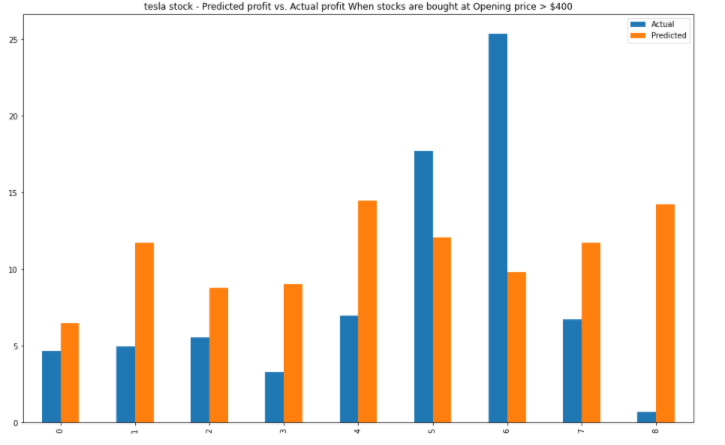 tesla stock - Predicted profit vs. Actual profit When stocks are bought at Opening price > $400
Actual
Predicted
25
20
15
10
5
0
0 1 2 3 4 5 6 7 8